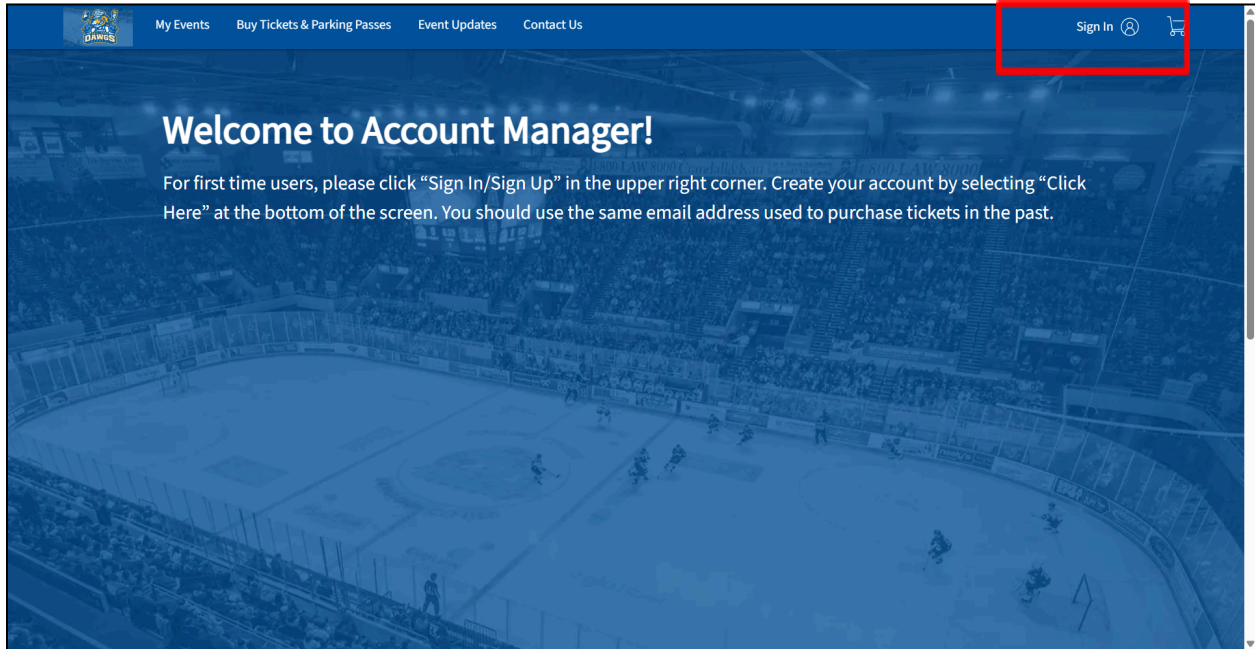 DAWGS
My Events Buy Tickets & Parking Passes Event Updates Contact Us Sign In
Welcome to Account Manager!
For first time users, please click “Sign In/Sign Up” in the upper right corner. Create your account by selecting “Click
Here” at the bottom of the screen. You should use the same email address used to purchase tickets in the past.